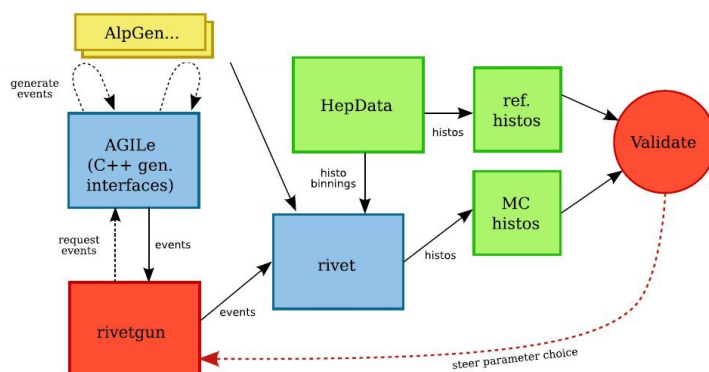 AlpGen...
generate
events
AGILe
(C++ gen.
interfaces)
HepData
histos
ref.
histos
Validate
histo
binnings
MC
histos
request
events
events
rivet
histos
rivetgun
events
steer parameter choice